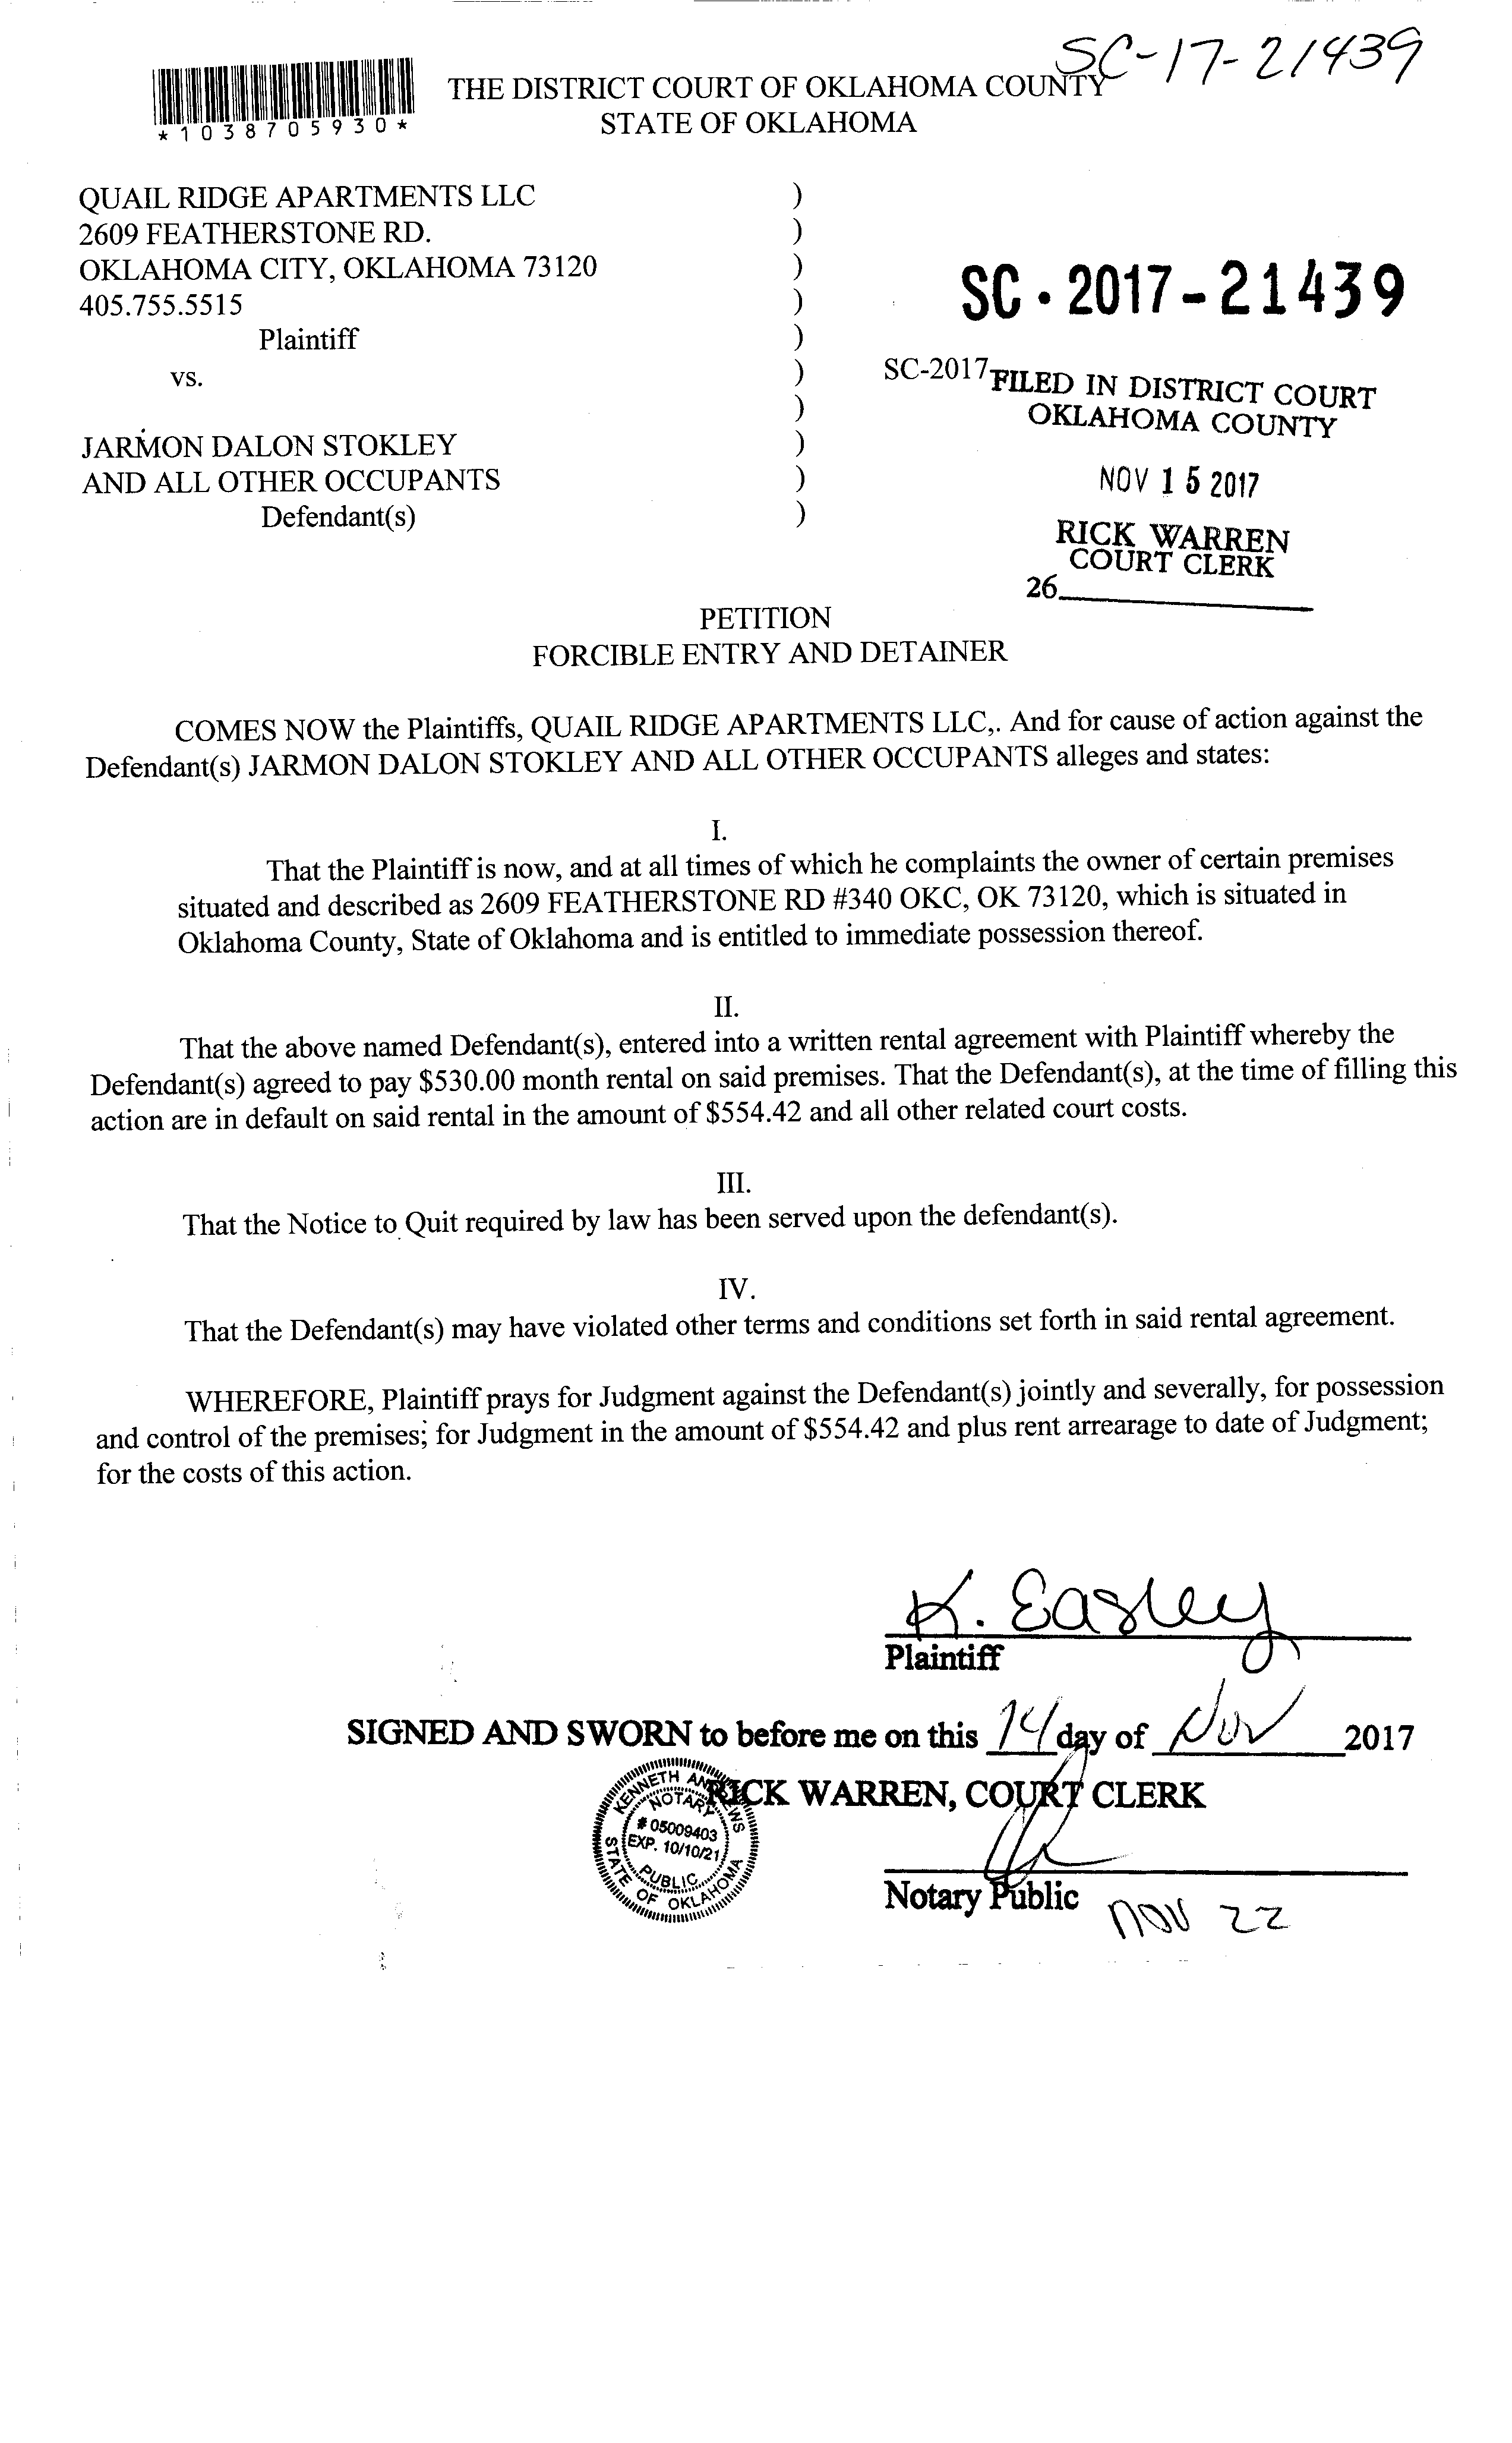 SC-17-21439
*1038705930*
THE DISTRICT COURT OF OKLAHOMA COUNTY
STATE OF OKLAHOMA
QUAIL RIDGE APARTMENTS LLC )
2609 FEATHERSTONE RD. )
OKLAHOMA CITY, OKLAHOMA 73120 )
405.755.5515 )
Plaintiff )
vs. )
)
JARMON DALON STOKLEY )
AND ALL OTHER OCCUPANTS )
Defendant(s) )
SC·2017-21439
SC-2017
FILED IN DISTRICT COURT
OKLAHOMA COUNTY
NOV 15 2017
RICK WARREN
COURT CLERK
26
PETITION
FORCIBLE ENTRY AND DETAINER
COMES NOW the Plaintiffs, QUAIL RIDGE APARTMENTS LLC,. And for cause of action against the
Defendant(s) JARMON DALON STOKLEY AND ALL OTHER OCCUPANTS alleges and states:
I.
That the Plaintiff is now, and at all times of which he complaints the owner of certain premises
situated and described as 2609 FEATHERSTONE RD #340 OKC, OK 73120, which is situated in
Oklahoma County, State of Oklahoma and is entitled to immediate possession thereof.
II.
That the above named Defendant(s), entered into a written rental agreement with Plaintiff whereby the
Defendant(s) agreed to pay $530.00 month rental on said premises. That the Defendant(s), at the time of filling this
action are in default on said rental in the amount of $554.42 and all other related court costs.
III.
That the Notice to Quit required by law has been served upon the defendant(s).
IV.
That the Defendant(s) may have violated other terms and conditions set forth in said rental agreement.
WHEREFORE, Plaintiff prays for Judgment against the Defendant(s) jointly and severally, for possession
and control of the premises; for Judgment in the amount of $554.42 and plus rent arrearage to date of Judgment;
for the costs of this action.
K. Easley
Plaintiff
SIGNED AND SWORN to before me on this 14 day of Nov 2017
RICK WARREN, COURT CLERK
KENNETH ANDREWS
NOTARY
# 05009403
EXP. 10/10/21
PUBLIC
STATE OF OKLAHOMA
Notary Public
NOV 22